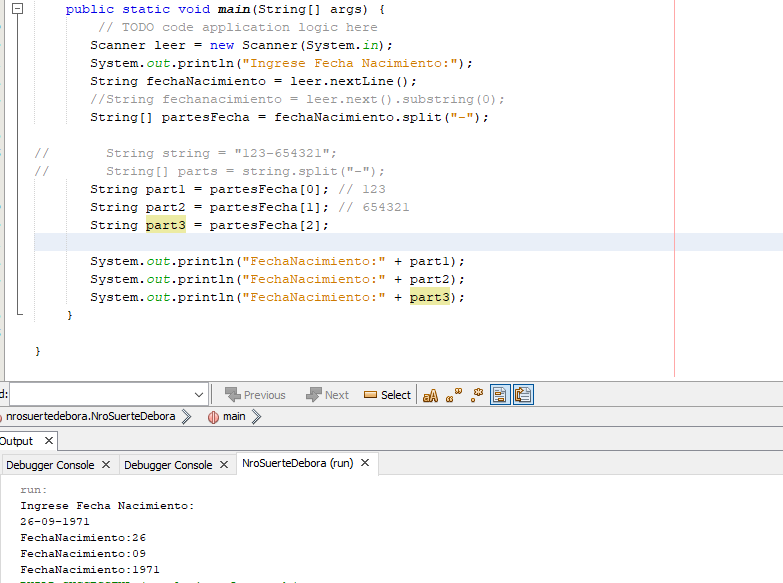 public static void main(String[] args) {
// TODO code application logic here
Scanner leer = new Scanner(System.in);
System.out.println("Ingrese Fecha Nacimiento:");
String fechaNacimiento = leer.nextLine();
//String fechanacimiento = leer.next().substring(0);
String[] partesFecha = fechaNacimiento.split("-");
// String string = "123-654321";
// String[] parts = string.split("-");
String part1 = partesFecha[0]; // 123
String part2 = partesFecha[1]; // 654321
String part3 = partesFecha[2];
System.out.println("FechaNacimiento:" + part1);
System.out.println("FechaNacimiento:" + part2);
System.out.println("FechaNacimiento:" + part3);
}
}
d: Previous Next Select aA “ ” .*
nrosuertedebora.NroSuerteDebora main
Output ×
Debugger Console × Debugger Console × NroSuerteDebora (run) ×
run:
Ingrese Fecha Nacimiento:
26-09-1971
FechaNacimiento:26
FechaNacimiento:09
FechaNacimiento:1971